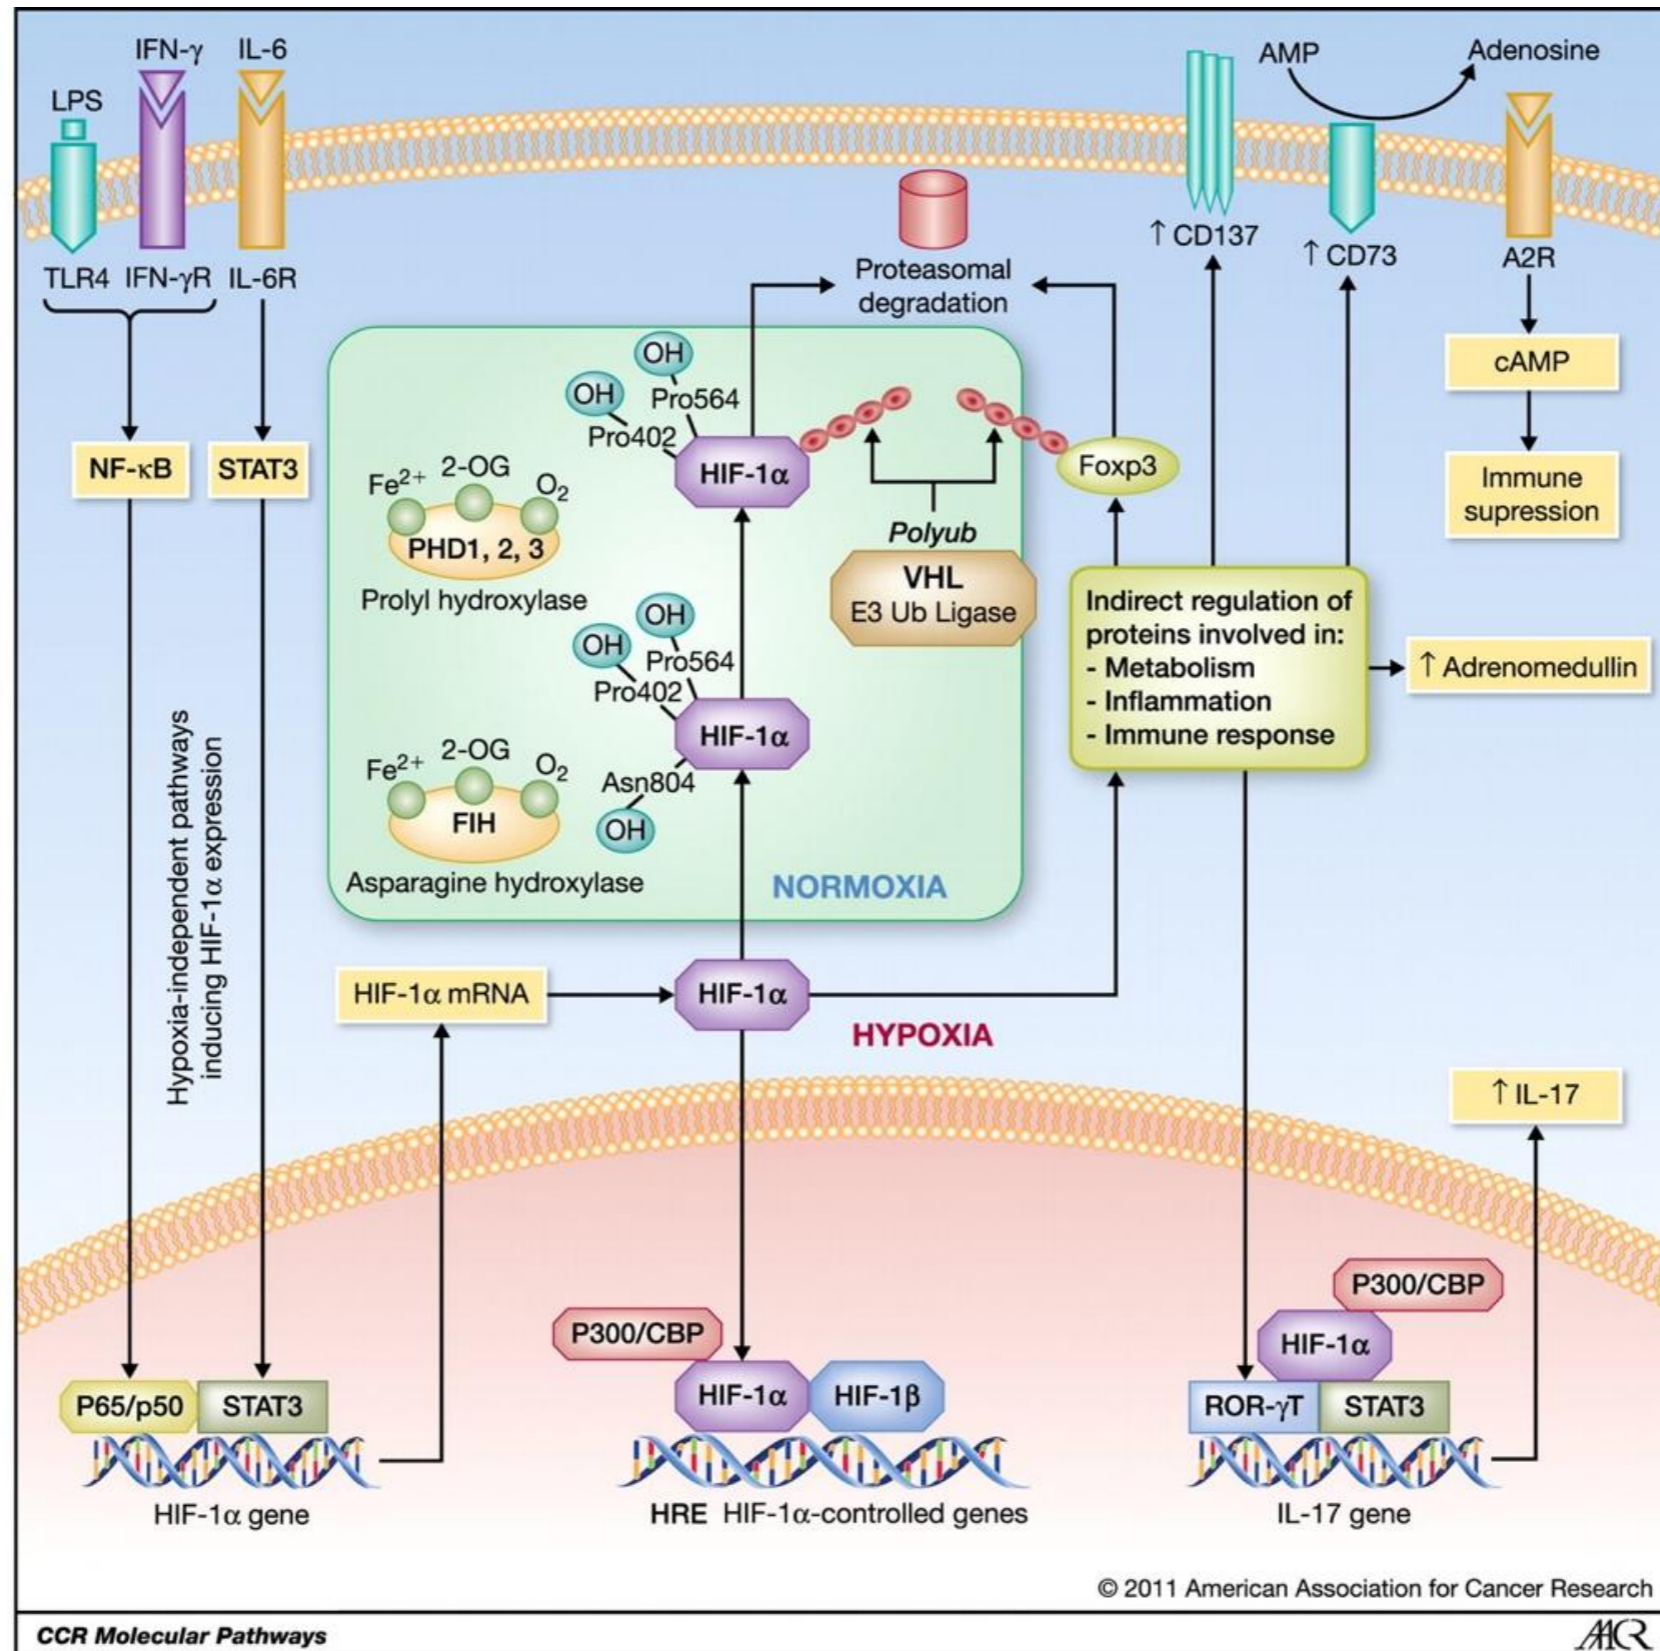 IFN-γ
IL-6
LPS
TLR4
IFN-γR
IL-6R
NF-κB
STAT3
Hypoxia-independent pathways
inducing HIF-1α expression
AMP
Adenosine
↑ CD137
↑ CD73
A2R
cAMP
Immune
supression
Proteasomal
degradation
OH
OH
Pro564
Pro402
HIF-1α
Foxp3
Fe2+
2-OG
O2
PHD1, 2, 3
Prolyl hydroxylase
Polyub
VHL
E3 Ub Ligase
OH
OH
Pro564
Pro402
HIF-1α
Asn804
OH
Fe2+
2-OG
O2
FIH
Asparagine hydroxylase
NORMOXIA
Indirect regulation of
proteins involved in:
- Metabolism
- Inflammation
- Immune response
↑ Adrenomedullin
HIF-1α mRNA
HIF-1α
HYPOXIA
↑ IL-17
P65/p50
STAT3
HIF-1α gene
P300/CBP
HIF-1α
HIF-1β
HRE HIF-1α-controlled genes
P300/CBP
HIF-1α
ROR-γT
STAT3
IL-17 gene
© 2011 American Association for Cancer Research
CCR Molecular Pathways
AACR